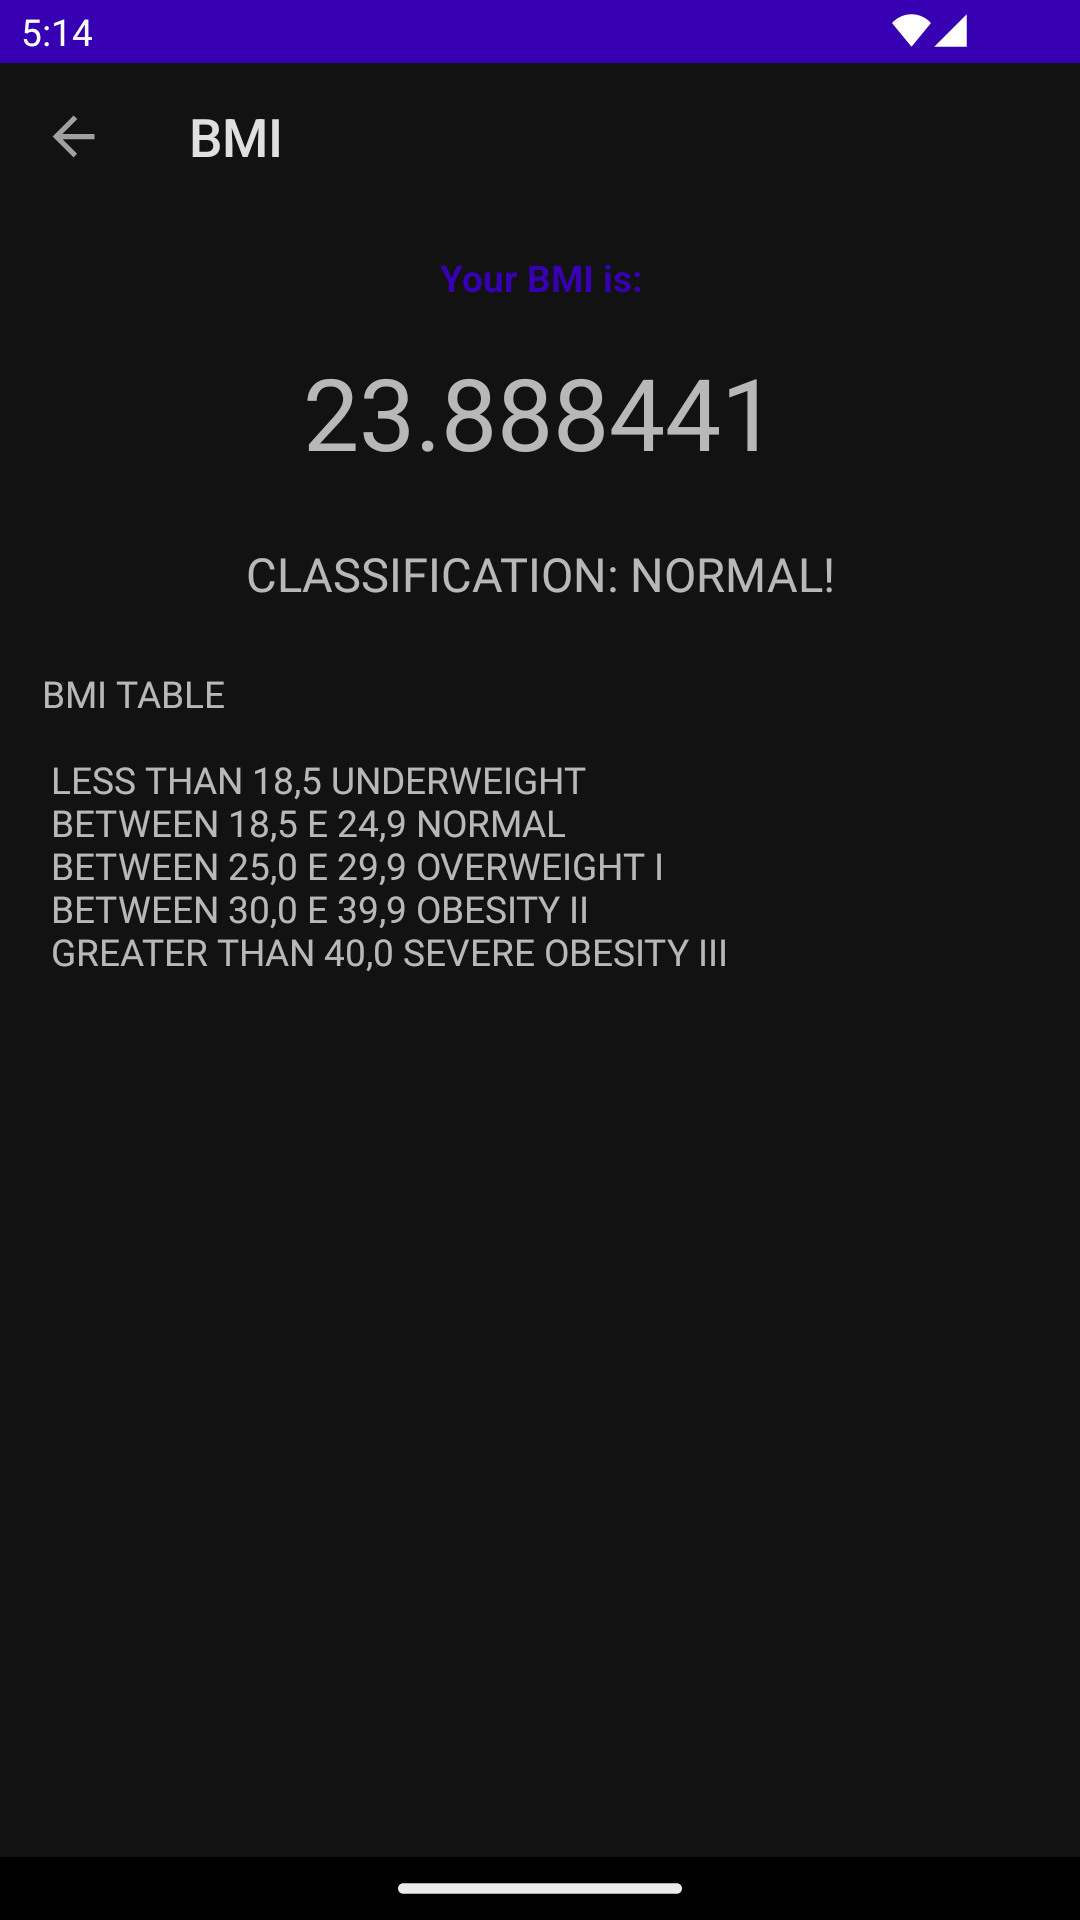 5:14
BMI
Your BMI is:
23.888441
CLASSIFICATION: NORMAL!
BMI TABLE
LESS THAN 18,5 UNDERWEIGHT
BETWEEN 18,5 E 24,9 NORMAL
BETWEEN 25,0 E 29,9 OVERWEIGHT I
BETWEEN 30,0 E 39,9 OBESITY II
GREATER THAN 40,0 SEVERE OBESITY III